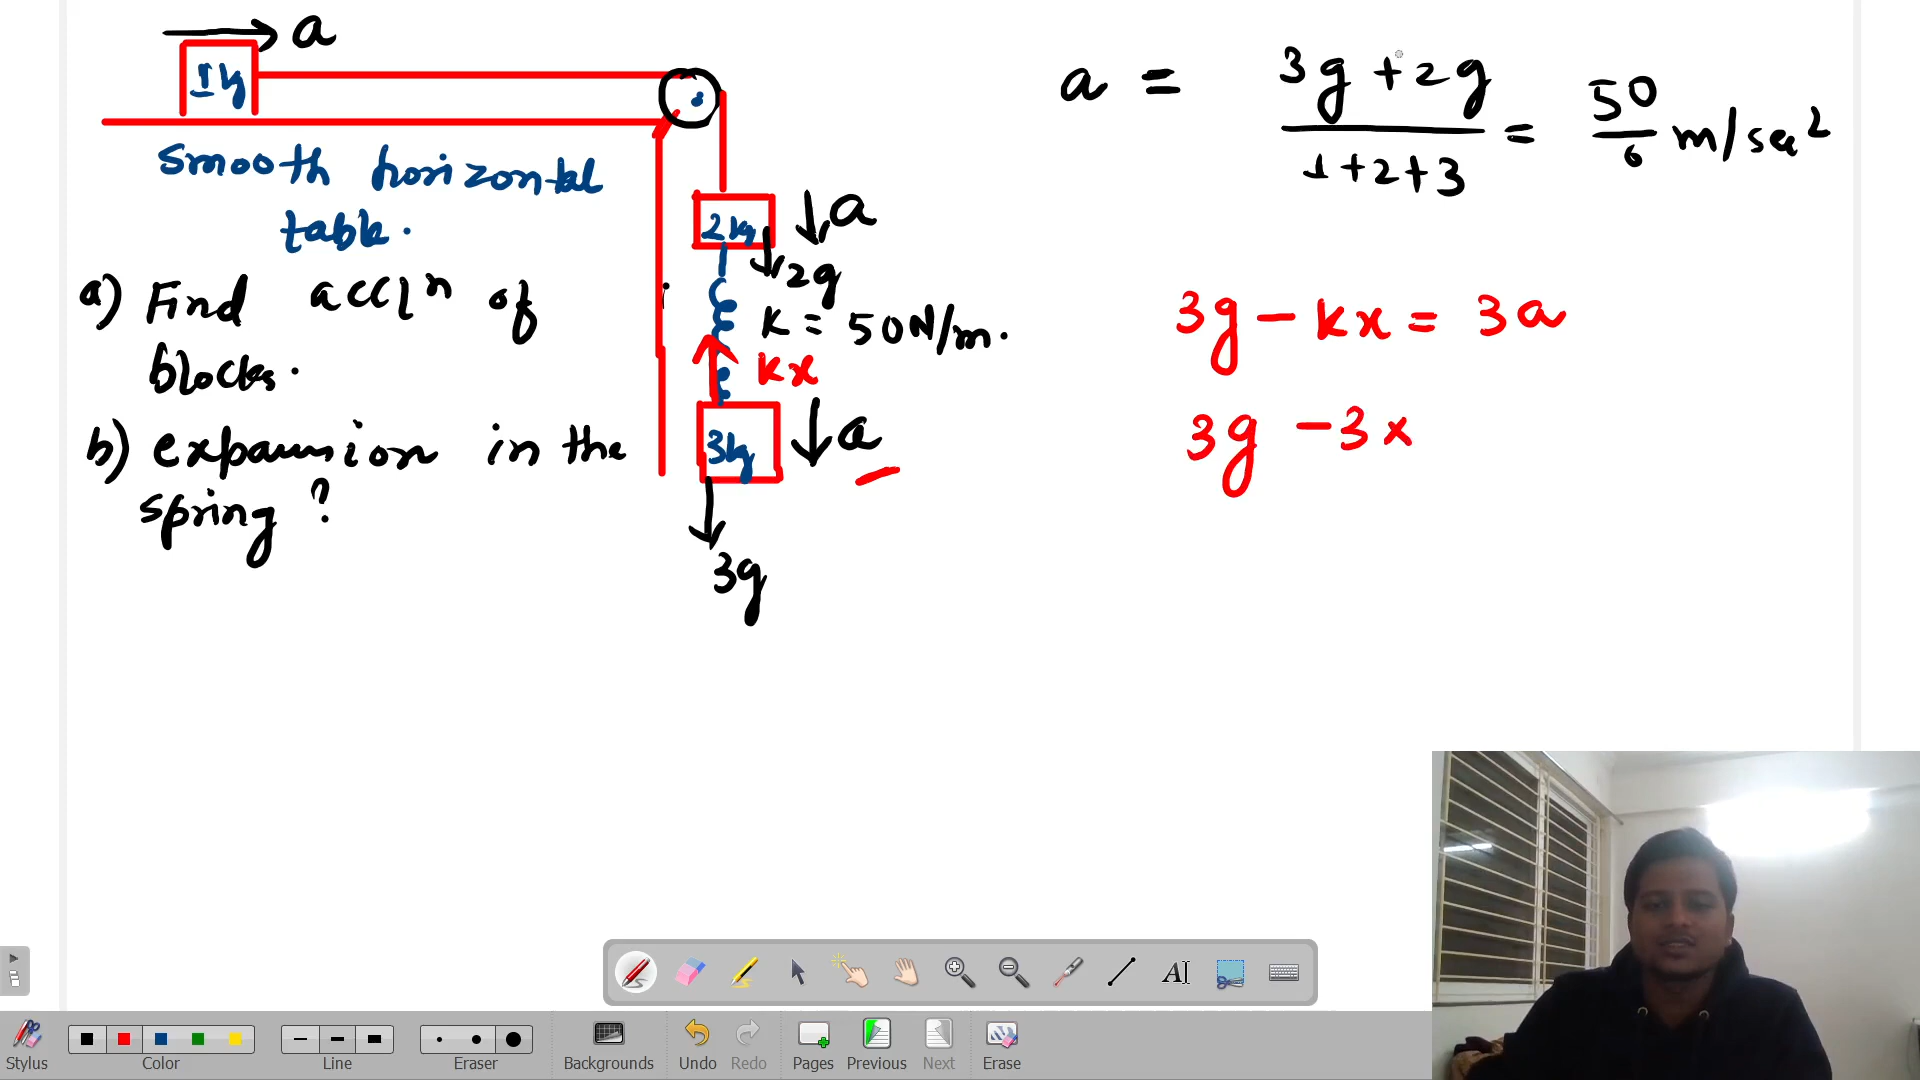 a
1kg
smooth horizontal
table.
a) Find accln of
blocks.
b) expansion in the
spring?
2kg
a
2g
K = 50N/m.
kx
3kg
a
3g
a = 3g + 2g / 1+2+3 = 50/6 m/sec²
3g - kx = 3a
3g - 3x
AI
Stylus
Color
Line
Eraser
Backgrounds
Undo
Redo
Pages
Previous
Next
Erase